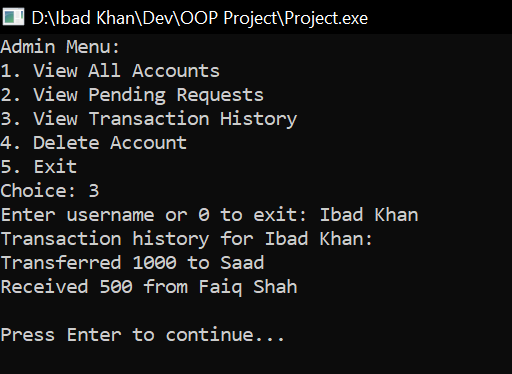 D:\Ibad Khan\Dev\OOP Project\Project.exe
Admin Menu:
1. View All Accounts
2. View Pending Requests
3. View Transaction History
4. Delete Account
5. Exit
Choice: 3
Enter username or 0 to exit: Ibad Khan
Transaction history for Ibad Khan:
Transferred 1000 to Saad
Received 500 from Faiq Shah
Press Enter to continue...